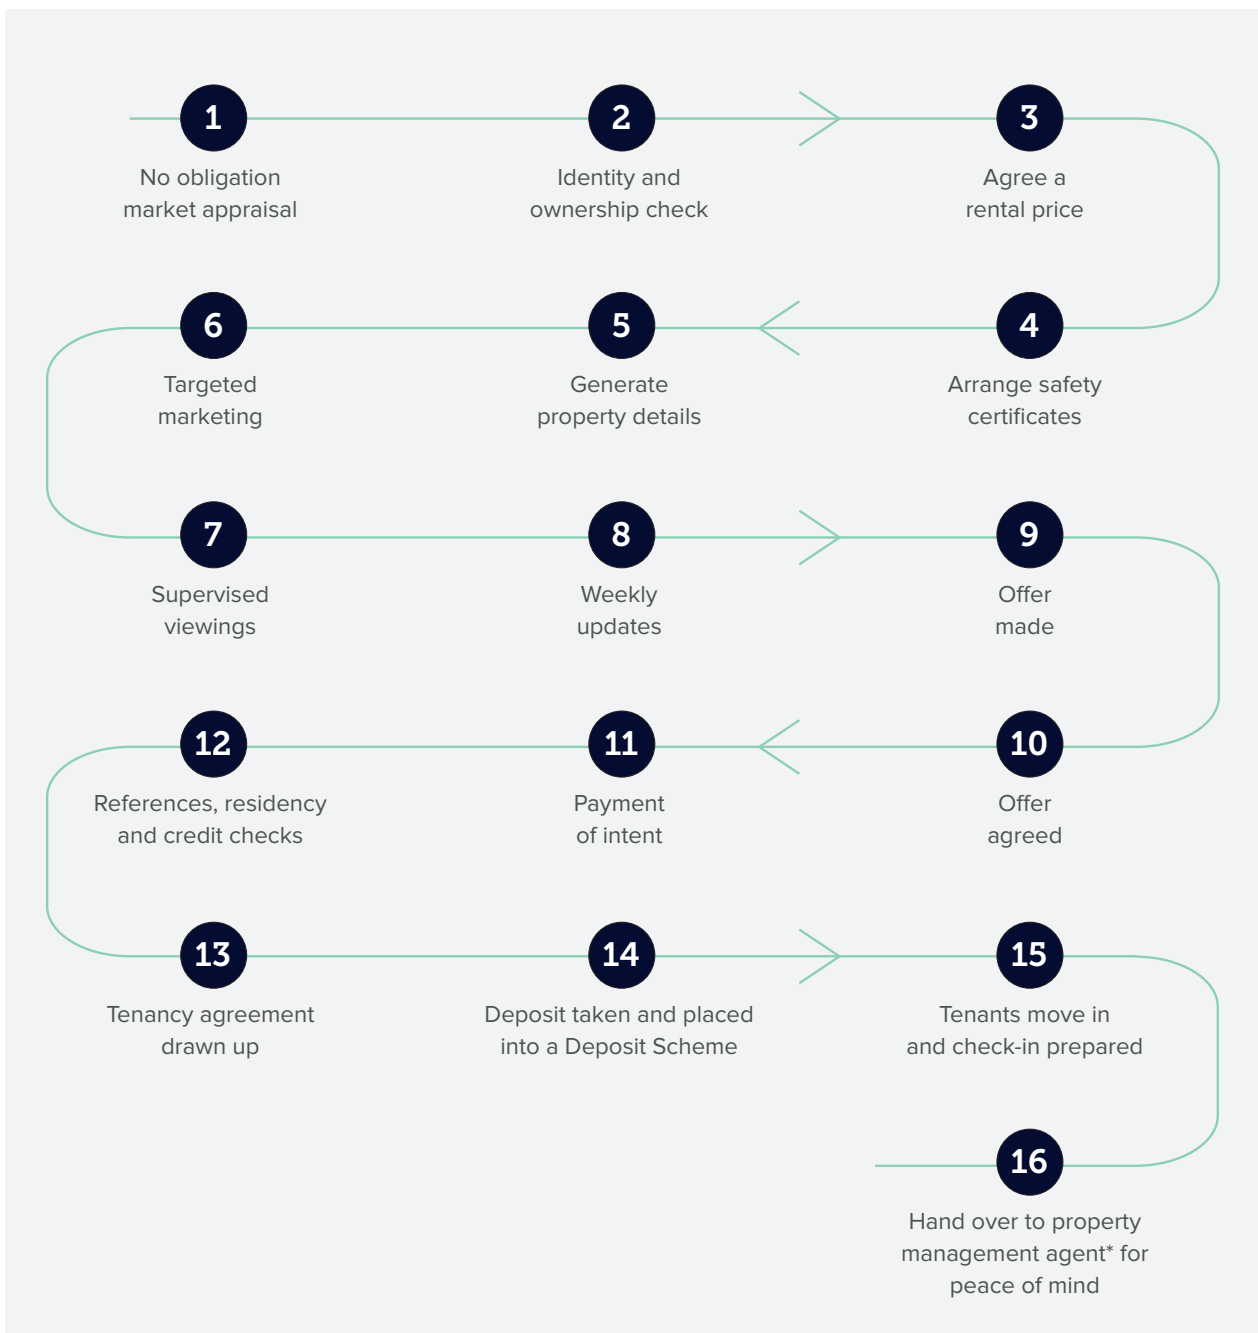 1
No obligation
market appraisal
2
Identity and
ownership check
3
Agree a
rental price
4
Arrange safety
certificates
5
Generate
property details
6
Targeted
marketing
7
Supervised
viewings
8
Weekly
updates
9
Offer
made
10
Offer
agreed
11
Payment
of intent
12
References, residency
and credit checks
13
Tenancy agreement
drawn up
14
Deposit taken and placed
into a Deposit Scheme
15
Tenants move in
and check-in prepared
16
Hand over to property
management agent* for
peace of mind